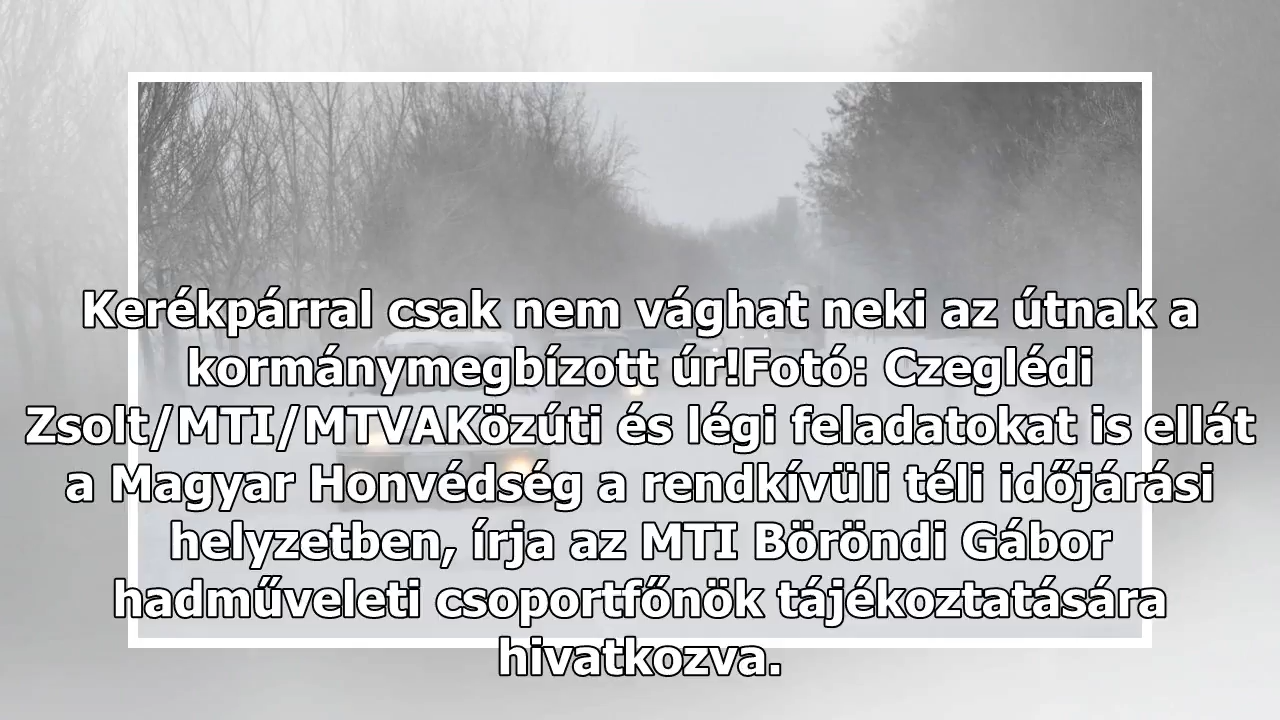 Kerékpárral csak nem vághat neki az útnak a
kormánymegbízott úr!Fotó: Czeglédi
Zsolt/MTI/MTVAKözúti és légi feladatokat is ellát
a Magyar Honvédség a rendkívüli téli időjárási
helyzetben, írja az MTI Böröndi Gábor
hadműveleti csoportfőnök tájékoztatására
hivatkozva.